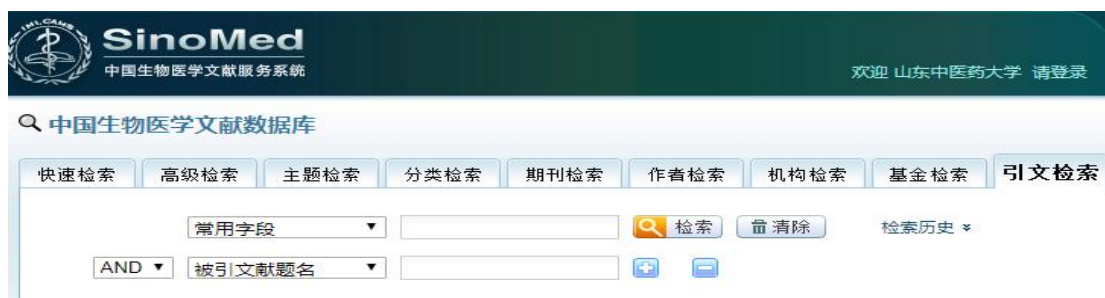 IMI.CAMS
SinoMed
中国生物医学文献服务系统
欢迎 山东中医药大学 请登录
中国生物医学文献数据库
快速检索 高级检索 主题检索 分类检索 期刊检索 作者检索 机构检索 基金检索 引文检索
常用字段 检索 清除 检索历史
AND 被引文献题名